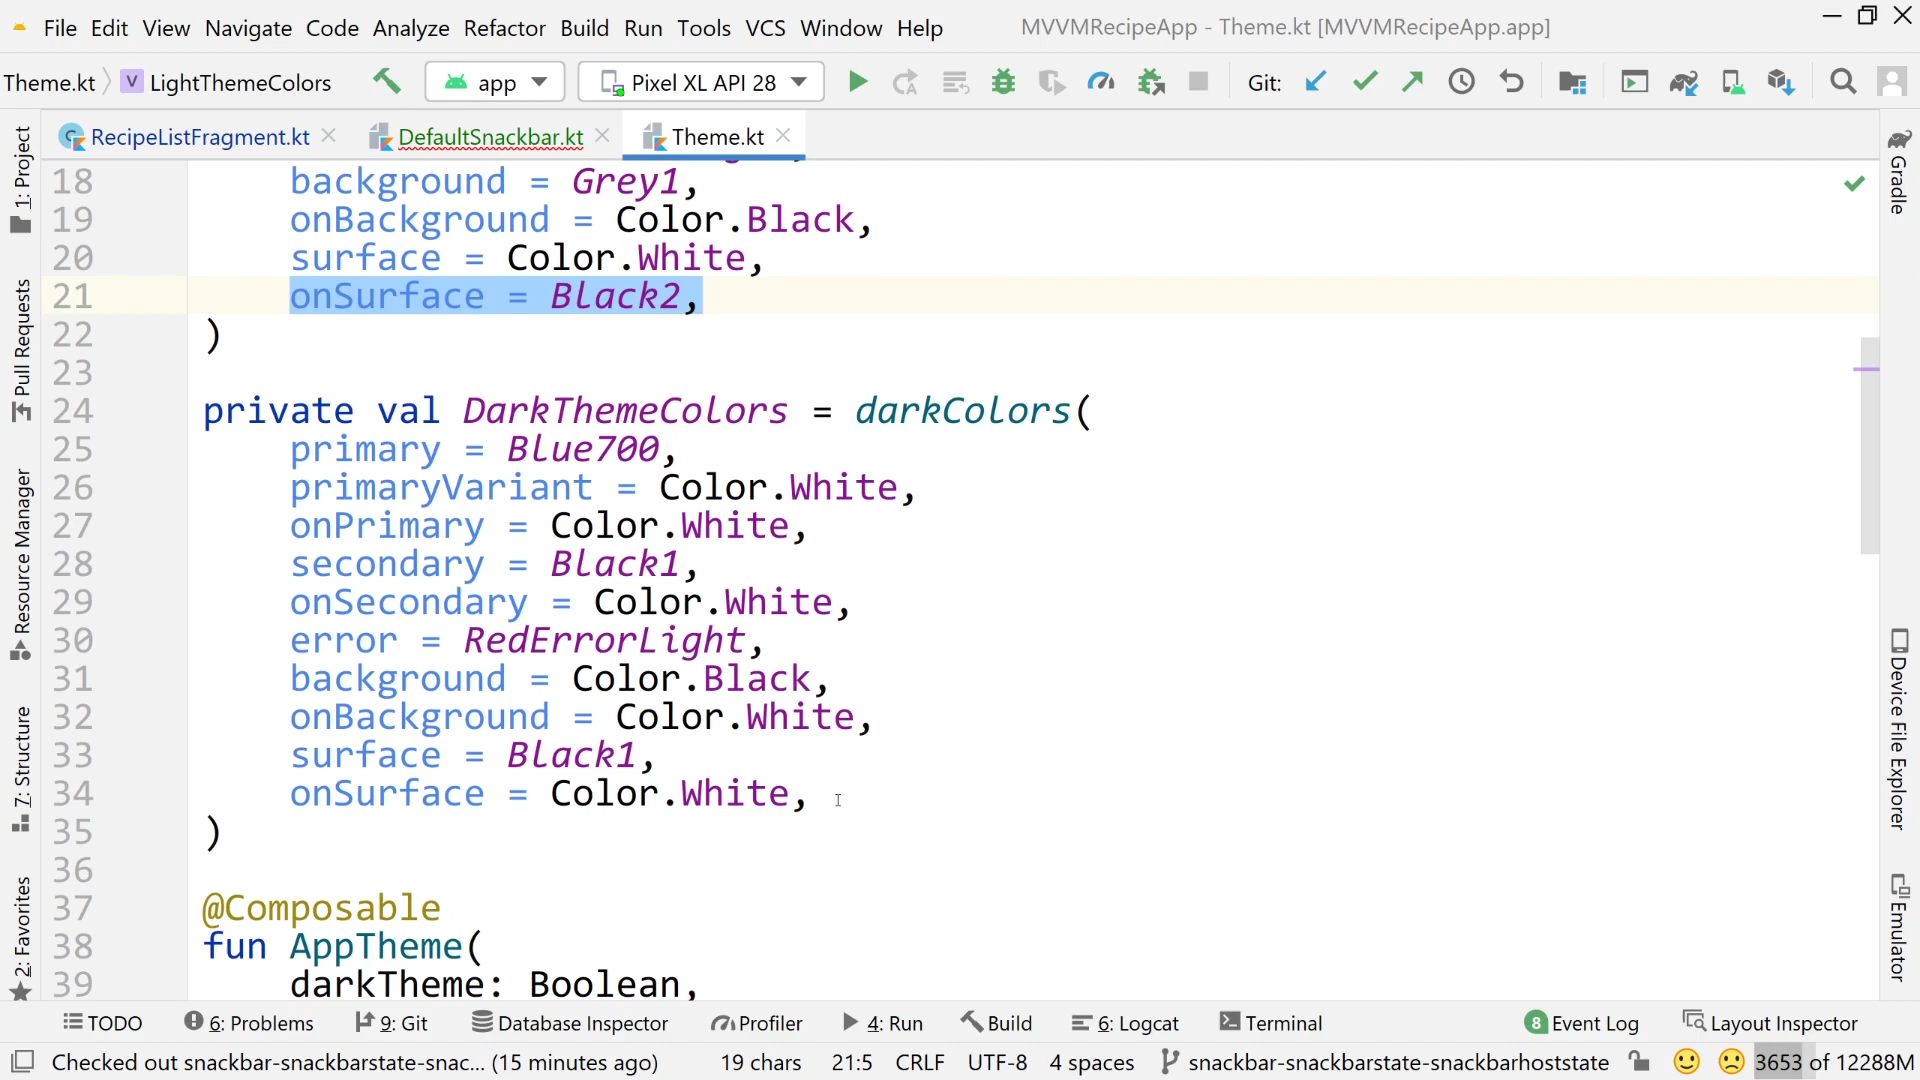 File Edit View Navigate Code Analyze Refactor Build Run Tools VCS Window Help MVVMRecipeApp - Theme.kt [MVVMRecipeApp.app]
Theme.kt V LightThemeColors app Pixel XL API 28 Git:
RecipeListFragment.kt DefaultSnackbar.kt Theme.kt
1: Project
Pull Requests
Resource Manager
7: Structure
2: Favorites
18 background = Grey1,
19 onBackground = Color.Black,
20 surface = Color.White,
21 onSurface = Black2,
22 )
23
24 private val DarkThemeColors = darkColors(
25 primary = Blue700,
26 primaryVariant = Color.White,
27 onPrimary = Color.White,
28 secondary = Black1,
29 onSecondary = Color.White,
30 error = RedErrorLight,
31 background = Color.Black,
32 onBackground = Color.White,
33 surface = Black1,
34 onSurface = Color.White,
35 )
36
37 @Composable
38 fun AppTheme(
39 darkTheme: Boolean,
Gradle
Device File Explorer
Emulator
TODO 6: Problems 9: Git Database Inspector Profiler 4: Run Build 6: Logcat Terminal 8 Event Log Layout Inspector
Checked out snackbar-snackbarstate-snac... (15 minutes ago) 19 chars 21:5 CRLF UTF-8 4 spaces snackbar-snackbarstate-snackbarhoststate 3653 of 12288M